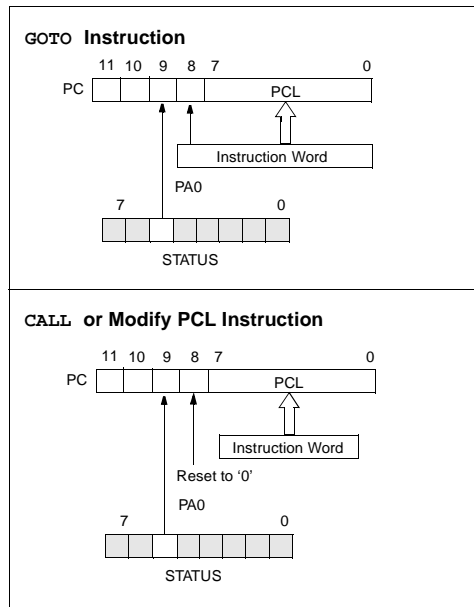 GOTO Instruction
11 10 9 8 7 0
PC
PCL
Instruction Word
PA0
7 0
STATUS
CALL or Modify PCL Instruction
11 10 9 8 7 0
PC
PCL
Instruction Word
Reset to ‘0’
PA0
7 0
STATUS